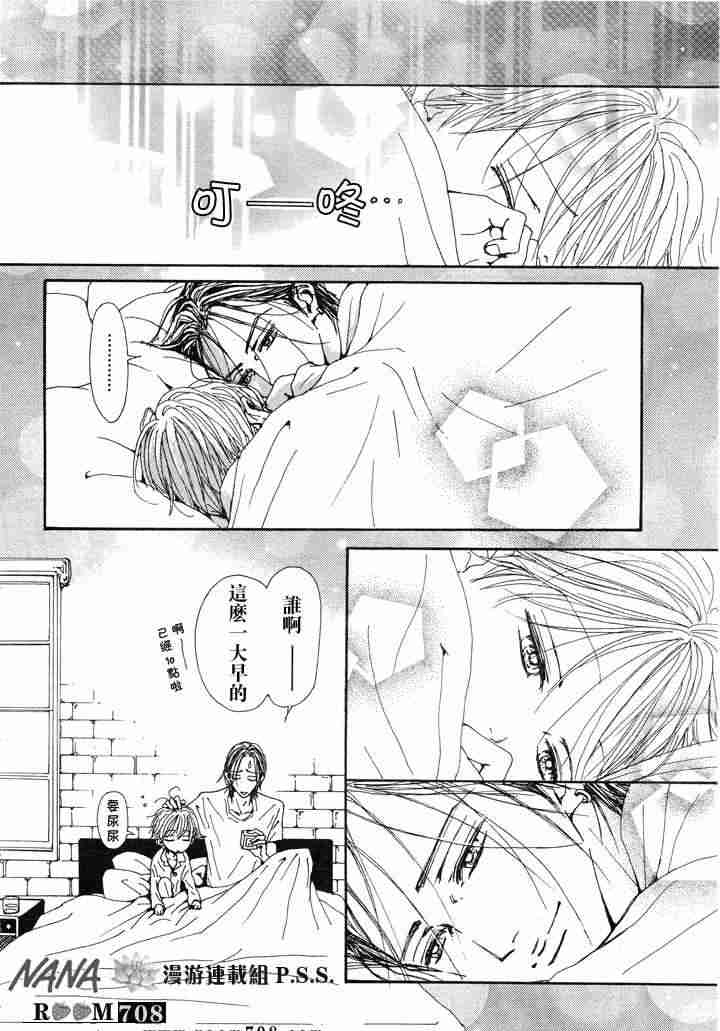 叮——咚…
………
誰啊——
這麼一大早的
啊——
已經10點啦
要尿尿
NANA 漫游連載組 P.S.S.
ROOM 708